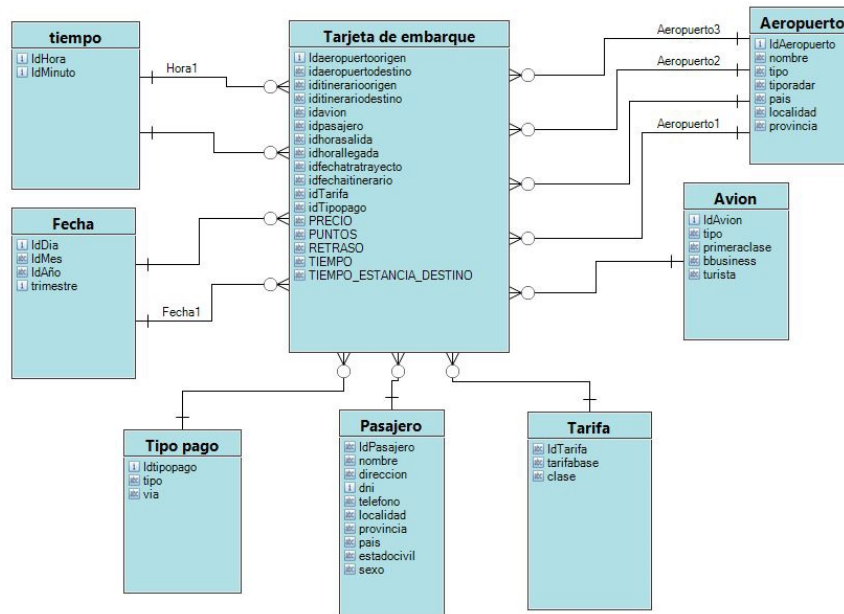 tiempo
IdHora
IdMinuto
Hora1
Tarjeta de embarque
Idaeropuertoorigen
idaeropuertodestino
iditinerarioorigen
iditinerariodestino
idavion
idpasajero
idhorasalida
idhorallegada
idfechatratrayecto
idfechaitinerario
idTarifa
idTipopago
PRECIO
PUNTOS
RETRASO
TIEMPO
TIEMPO_ESTANCIA_DESTINO
Aeropuerto3
Aeropuerto2
Aeropuerto1
Aeropuerto
IdAeropuerto
nombre
tipo
tiporadar
pais
localidad
provincia
Fecha
IdDia
IdMes
IdAño
trimestre
Fecha1
Avion
IdAvion
tipo
primeraclase
bbusiness
turista
Tipo pago
Idtipopago
tipo
via
Pasajero
IdPasajero
nombre
direccion
dni
telefono
localidad
provincia
pais
estadocivil
sexo
Tarifa
IdTarifa
tarifabase
clase